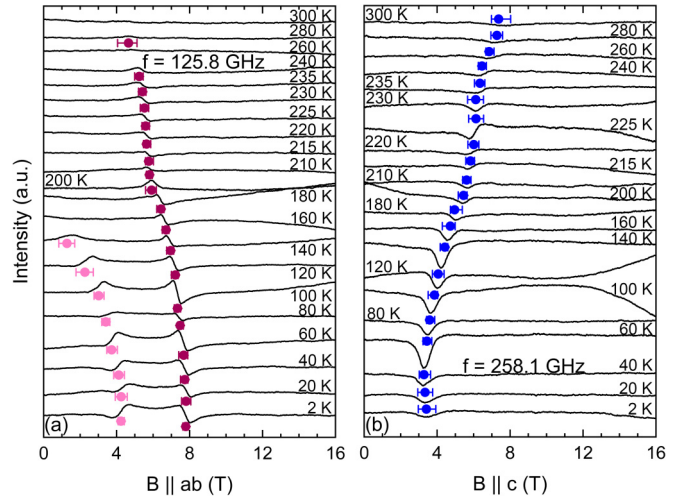 Intensity (a.u.)
300 K
280 K
260 K
f = 125.8 GHz
240 K
235 K
230 K
225 K
220 K
215 K
210 K
200 K
180 K
160 K
140 K
120 K
100 K
80 K
60 K
40 K
20 K
2 K
(a)
0 4 8 12 16
B || ab (T)
300 K
280 K
260 K
240 K
235 K
230 K
225 K
220 K
215 K
210 K
200 K
180 K
160 K
140 K
120 K
100 K
80 K
60 K
f = 258.1 GHz
40 K
20 K
2 K
(b)
0 4 8 12 16
B || c (T)